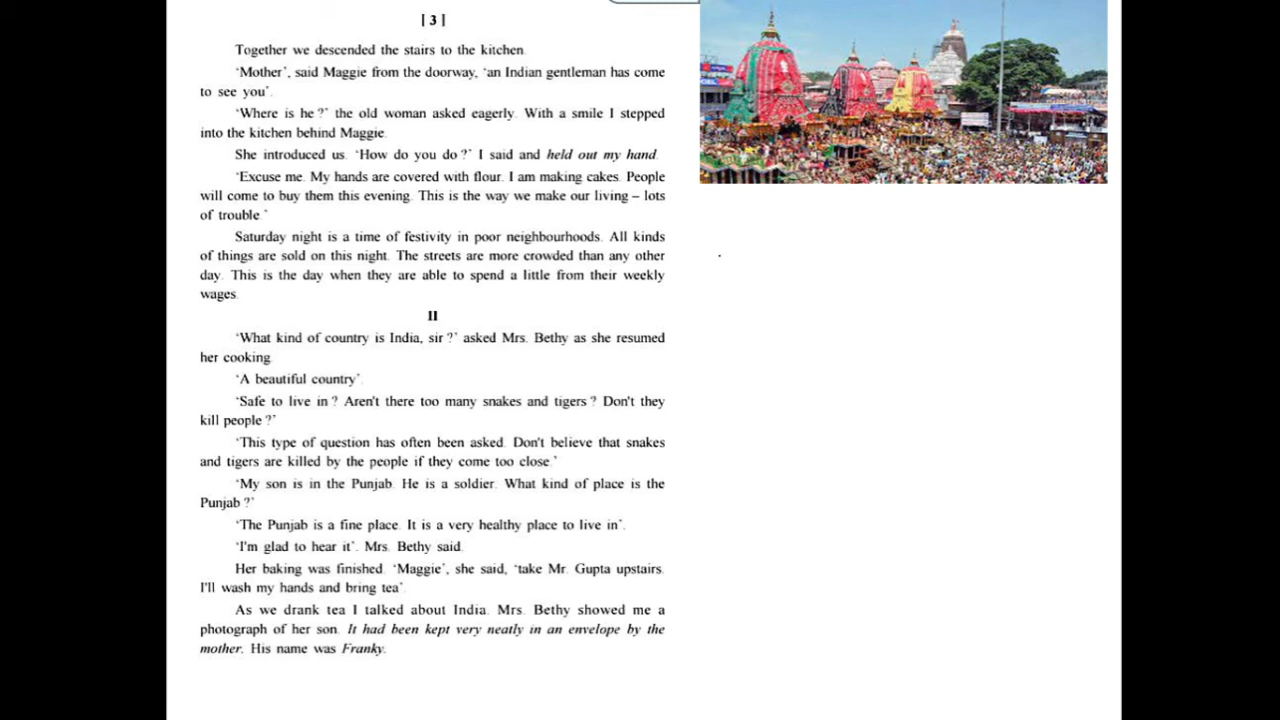 [ 3 ]
Together we descended the stairs to the kitchen.
‘Mother’, said Maggie from the doorway, ‘an Indian gentleman has come
to see you’.
‘Where is he ?’ the old woman asked eagerly. With a smile I stepped
into the kitchen behind Maggie.
She introduced us. ‘How do you do ?’ I said and held out my hand.
‘Excuse me. My hands are covered with flour. I am making cakes. People
will come to buy them this evening. This is the way we make our living – lots
of trouble.’
Saturday night is a time of festivity in poor neighbourhoods. All kinds
of things are sold on this night. The streets are more crowded than any other
day. This is the day when they are able to spend a little from their weekly
wages.
II
‘What kind of country is India, sir ?’ asked Mrs. Bethy as she resumed
her cooking.
‘A beautiful country’.
‘Safe to live in ? Aren't there too many snakes and tigers ? Don't they
kill people ?’
‘This type of question has often been asked. Don't believe that snakes
and tigers are killed by the people if they come too close.’
‘My son is in the Punjab. He is a soldier. What kind of place is the
Punjab ?’
‘The Punjab is a fine place. It is a very healthy place to live in’.
‘I'm glad to hear it’. Mrs. Bethy said.
Her baking was finished. ‘Maggie’, she said, ‘take Mr. Gupta upstairs.
I'll wash my hands and bring tea’.
As we drank tea I talked about India. Mrs. Bethy showed me a
photograph of her son. It had been kept very neatly in an envelope by the
mother. His name was Franky.